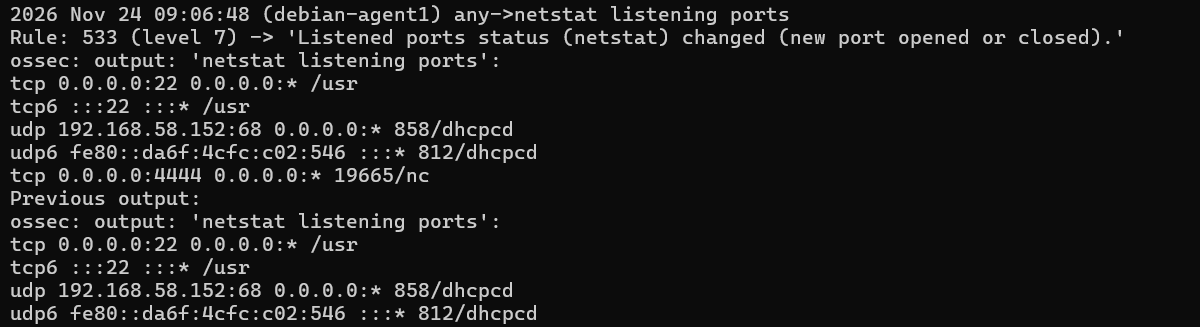 2026 Nov 24 09:06:48 (debian-agent1) any->netstat listening ports
Rule: 533 (level 7) -> 'Listened ports status (netstat) changed (new port opened or closed).'
ossec: output: 'netstat listening ports':
tcp 0.0.0.0:22 0.0.0.0:* /usr
tcp6 :::22 :::* /usr
udp 192.168.58.152:68 0.0.0.0:* 858/dhcpcd
udp6 fe80::da6f:4cfc:c02:546 :::* 812/dhcpcd
tcp 0.0.0.0:4444 0.0.0.0:* 19665/nc
Previous output:
ossec: output: 'netstat listening ports':
tcp 0.0.0.0:22 0.0.0.0:* /usr
tcp6 :::22 :::* /usr
udp 192.168.58.152:68 0.0.0.0:* 858/dhcpcd
udp6 fe80::da6f:4cfc:c02:546 :::* 812/dhcpcd